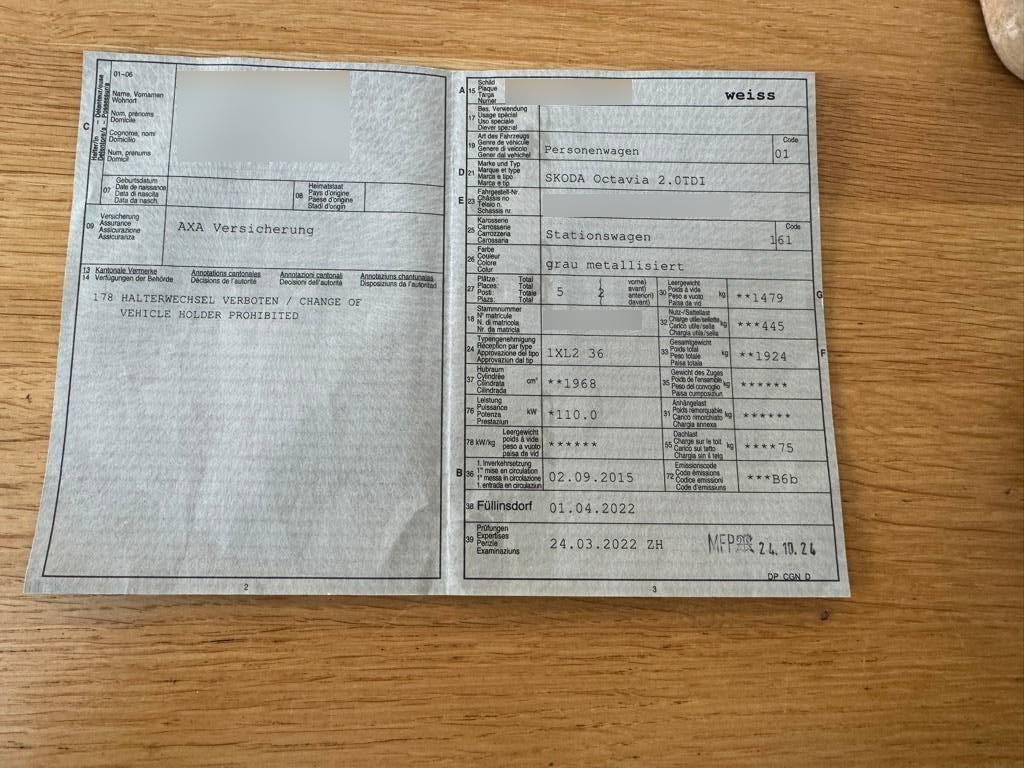 01-06
Halter/in – Détenteur/euse
Detentore/s – Possessur/a
C
Name, Vornamen
Wohnort
Nom, prénoms
Domicile
Cognome, nomi
Domicilio
Num, prenums
Domicil
07
Geburtsdatum
Date de naissance
Data di nascita
Data da nasch.
08
Heimatstaat
Pays d'origine
Paese d'origine
Stadi d'origin
09
Versicherung
Assurance
Assicurazione
Assicuranza
AXA Versicherung
13 Kantonale Vermerke Annotations cantonales Annotazioni cantonali Annotaziuns chantunalas
14 Verfügungen der Behörde Décisions de l'autorité Decisioni dell'autorità Disposiziuns da l'autoritad
178 HALTERWECHSEL VERBOTEN / CHANGE OF
VEHICLE HOLDER PROHIBITED
2
A 15
Schild
Plaque
Targa
Numer
weiss
17
Bes. Verwendung
Usage spécial
Uso speciale
Diever spezial
19
Art des Fahrzeugs
Genre de véhicule
Genere di veicolo
Gener dal vehichel
Personenwagen
Code
01
D 21
Marke und Typ
Marque et type
Marca e tipo
Marca e tip
SKODA Octavia 2.0TDI
E 23
Fahrgestell-Nr.
Châssis no
Telaio n.
Schassis nr.
25
Karosserie
Carrosserie
Carrozzeria
Carossaria
Stationswagen
Code
161
26
Farbe
Couleur
Colore
Colur
grau metallisiert
27
Plätze: Total
Places: Total
Posti: Totale
Plazs: Total
5
2
vorne)
avant)
anteriori)
davant)
30
Leergewicht
Poids à vide
Peso a vuoto
Paisa da vid
kg
**1479
G
18
Stammnummer
N° matricule
N. di matricola
Nr. da matricla
32
Nutz-/Sattellast
Charge utile/sellette
Carico utile/sella
Chargia utila/sella
kg
***445
24
Typengenehmigung
Réception par type
Approvazione del tipo
Approvaziun dal tip
1XL2 36
33
Gesamtgewicht
Poids total
Peso totale
Paisa totala
kg
**1924
F
37
Hubraum
Cylindrée
Cilindrata
Cilindrada
cm³
**1968
35
Gewicht des Zuges
Poids de l'ensemble
Peso del convoglio
Paisa cumposiziun
kg
******
76
Leistung
Puissance
Potenza
Prestaziun
kW
*110.0
31
Anhängelast
Poids remorquable
Carico rimorchiato
Chargia annexa
kg
******
78 kW/kg
Leergewicht
poids à vide
peso a vuoto
paisa da vid
******
55
Dachlast
Charge sur le toit
Carico sul tetto
Chargia sin il tetg
kg
****75
B 36
1. Inverkehrsetzung
1re mise en circulation
1a messa in circolazione
1. entrada en circulaziun
02.09.2015
72
Emissionscode
Code émissions
Codice emissioni
Code d'emissiuns
***B6b
38 Füllinsdorf 01.04.2022
39
Prüfungen
Expertises
Perizie
Examinaziuns
24.03.2022 ZH
24.10.24
DP CGN D
3